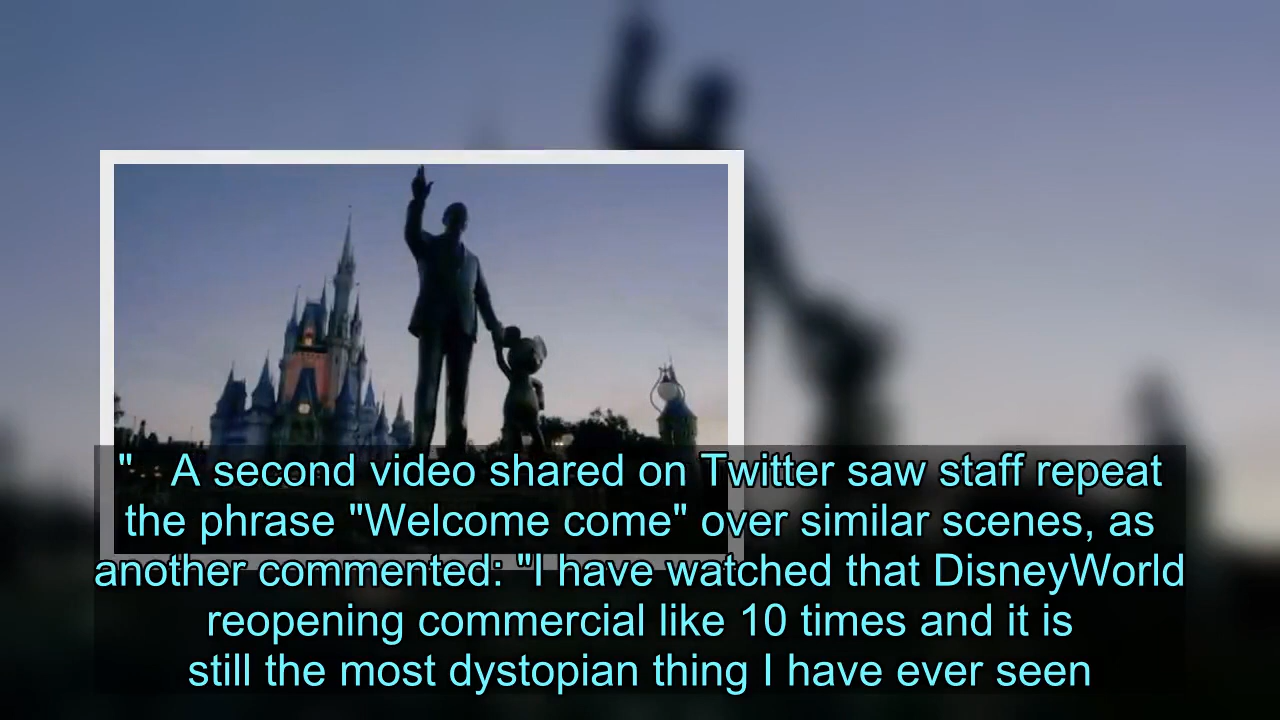 "   A second video shared on Twitter saw staff repeat
the phrase "Welcome come" over similar scenes, as
another commented: "I have watched that DisneyWorld
reopening commercial like 10 times and it is
still the most dystopian thing I have ever seen